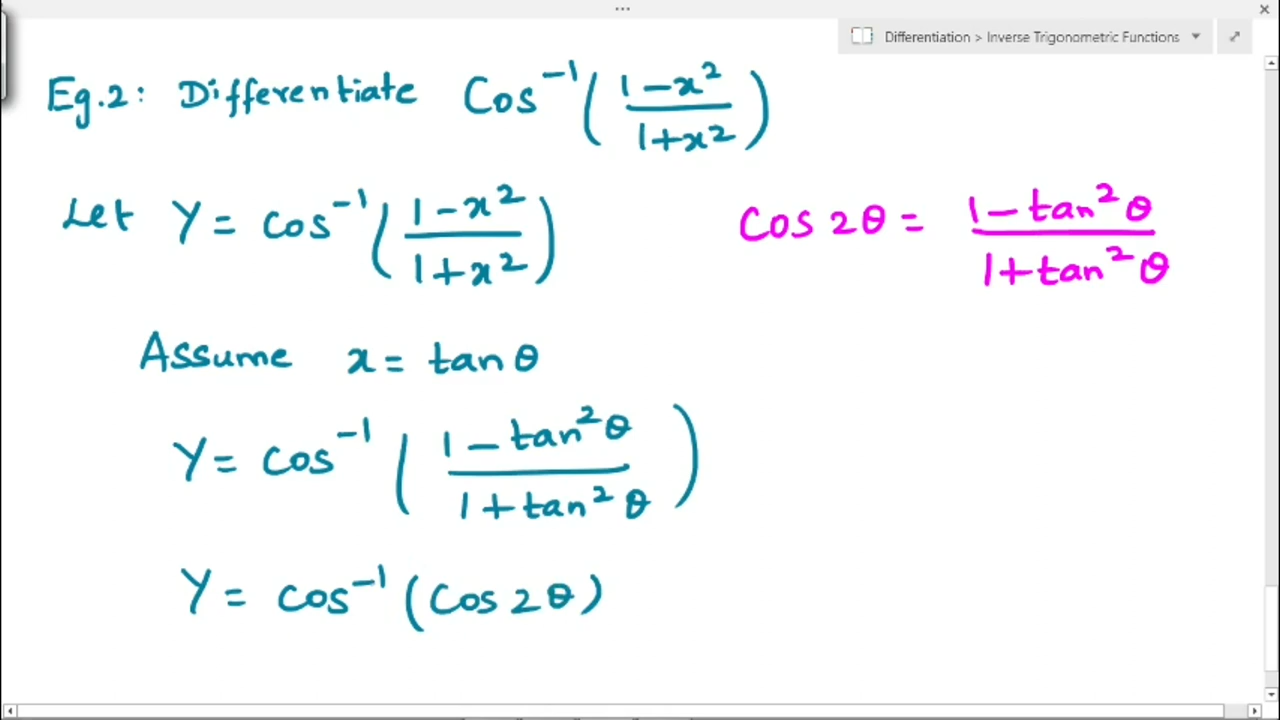 Differentiation > Inverse Trigonometric Functions
Eg.2: Differentiate Cos⁻¹((1-x²)/(1+x²))
Let Y = cos⁻¹((1-x²)/(1+x²))
Cos 2θ = (1-tan²θ)/(1+tan²θ)
Assume x = tanθ
Y = cos⁻¹((1-tan²θ)/(1+tan²θ))
Y = cos⁻¹(Cos 2θ)